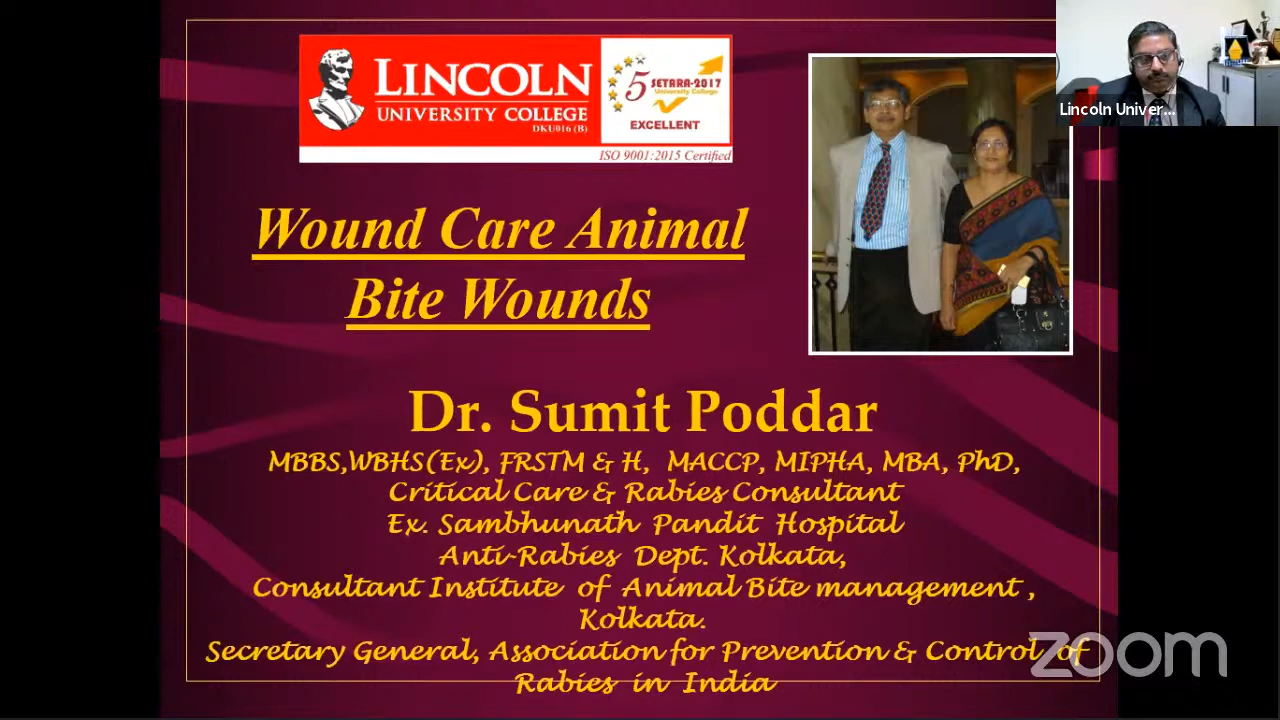 LINCOLN
UNIVERSITY COLLEGE
DKU016 (B)
5 SETARA-2017
University College
EXCELLENT
ISO 9001:2015 Certified
Lincoln Univer...
Wound Care Animal
Bite Wounds
Dr. Sumit Poddar
MBBS,WBHS(Ex), FRSTM & H, MACCP, MIPHA, MBA, PhD,
Critical Care & Rabies Consultant
Ex. Sambhunath Pandit Hospital
Anti-Rabies Dept. Kolkata,
Consultant Institute of Animal Bite management ,
Kolkata.
Secretary General, Association for Prevention & Control of
Rabies in India
zoom